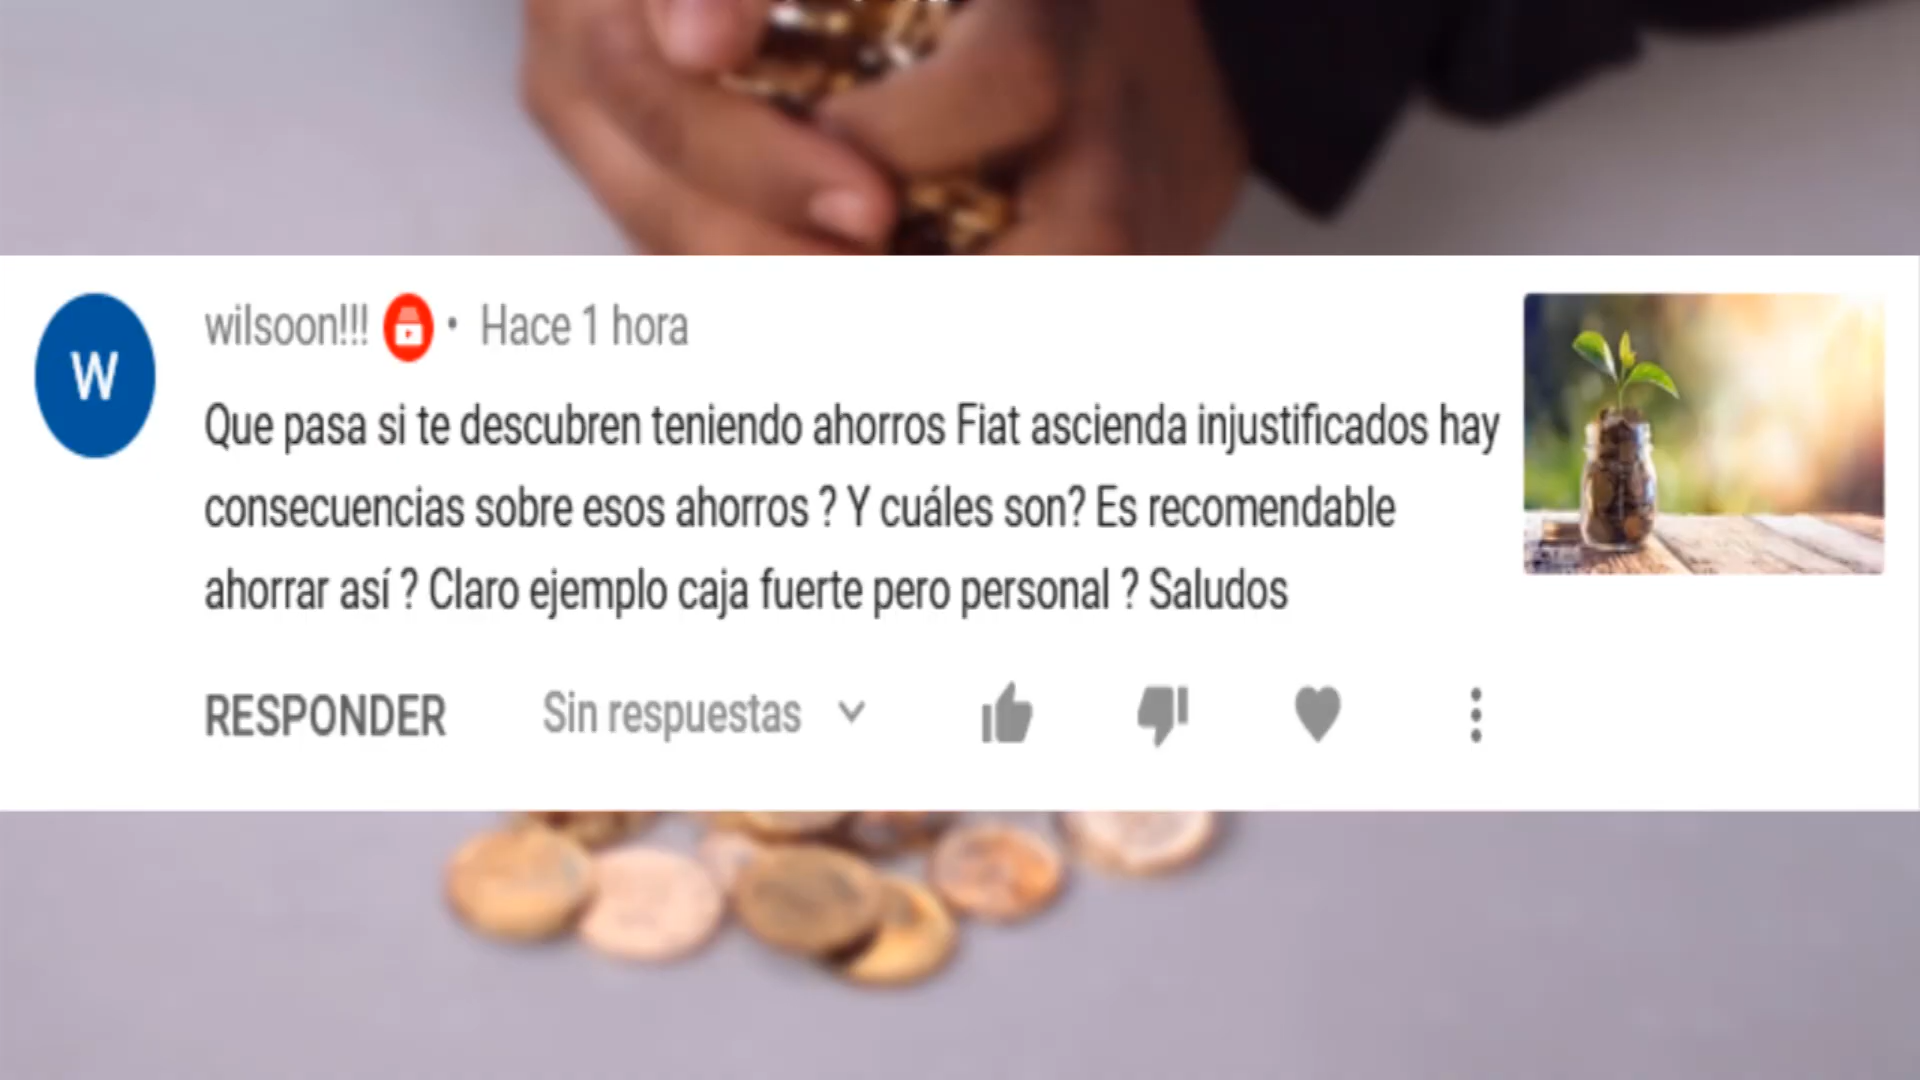 W
wilsoon!!! • Hace 1 hora
Que pasa si te descubren teniendo ahorros Fiat ascienda injustificados hay
consecuencias sobre esos ahorros ? Y cuáles son? Es recomendable
ahorrar así ? Claro ejemplo caja fuerte pero personal ? Saludos
RESPONDER Sin respuestas